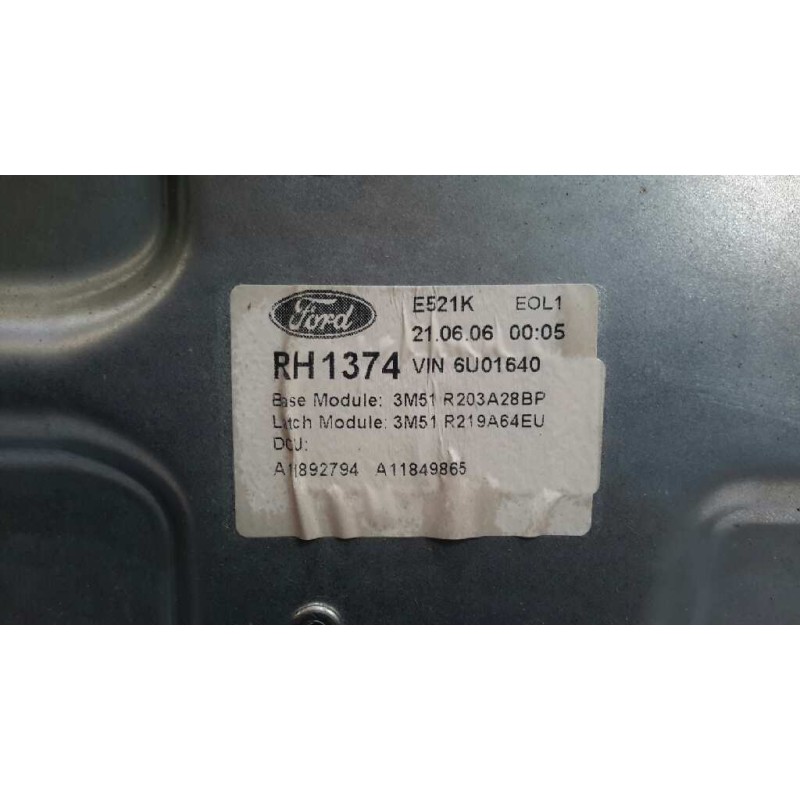 Ford E521K EOL1
21.06.06 00:05
RH1374 VIN 6U01640
Base Module: 3M51 R203A28BP
Latch Module: 3M51 R219A64EU
DCU:
A11892794 A11849865